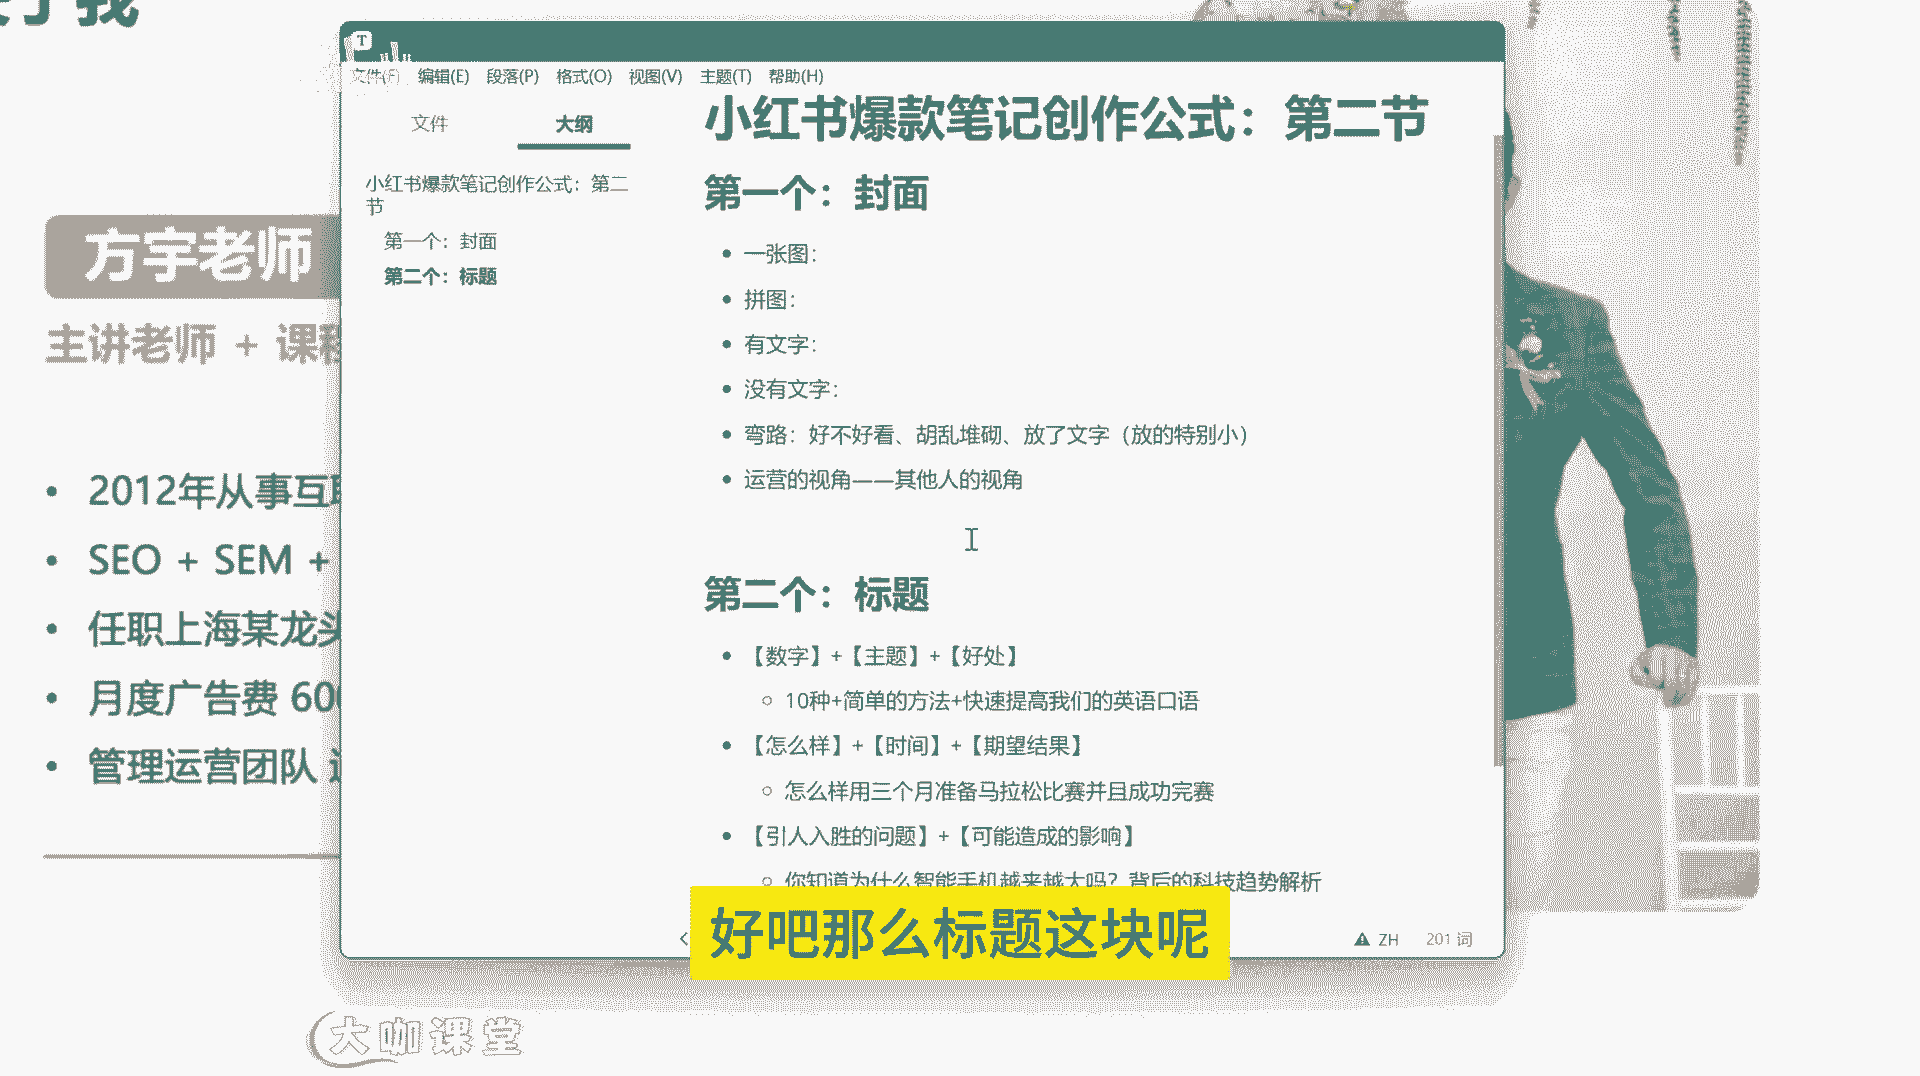 我
T
文件(F) 编辑(E) 段落(P) 格式(O) 视图(V) 主题(T) 帮助(H)
文件 大纲
小红书爆款笔记创作公式：第二
节
第一个：封面
第二个：标题
小红书爆款笔记创作公式：第二节
第一个：封面
一张图：
拼图：
有文字：
没有文字：
弯路：好不好看、胡乱堆砌、放了文字（放的特别小）
运营的视角——其他人的视角
第二个：标题
【数字】+【主题】+【好处】
10种+简单的方法+快速提高我们的英语口语
【怎么样】+【时间】+【期望结果】
怎么样用三个月准备马拉松比赛并且成功完赛
【引人入胜的问题】+【可能造成的影响】
你知道为什么智能手机越来越大吗？背后的科技趋势解析
ZH 201 词
方宇老师
主讲老师 + 课
2012年从事互
SEO + SEM +
任职上海某龙
月度广告费 60
管理运营团队
好吧那么标题这块呢
大咖课堂